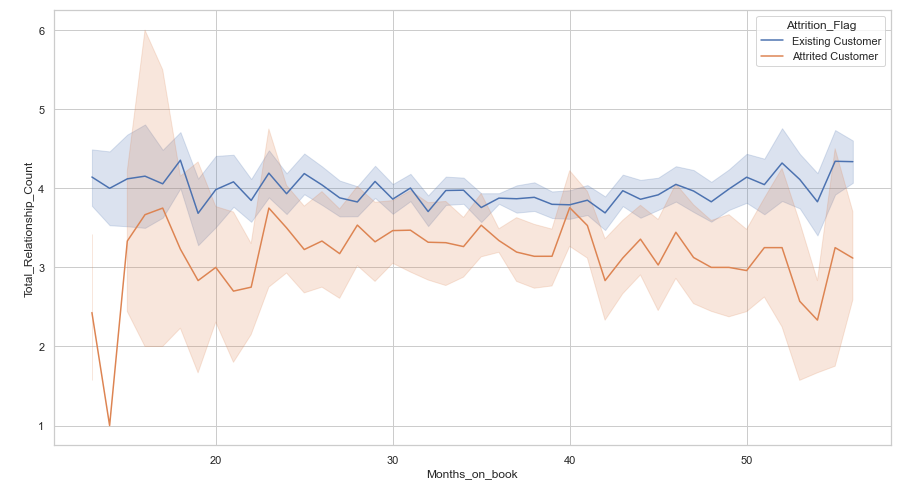 Attrition_Flag
Existing Customer
Attrited Customer
Total_Relationship_Count
6
5
4
3
2
1
20
30
40
50
Months_on_book